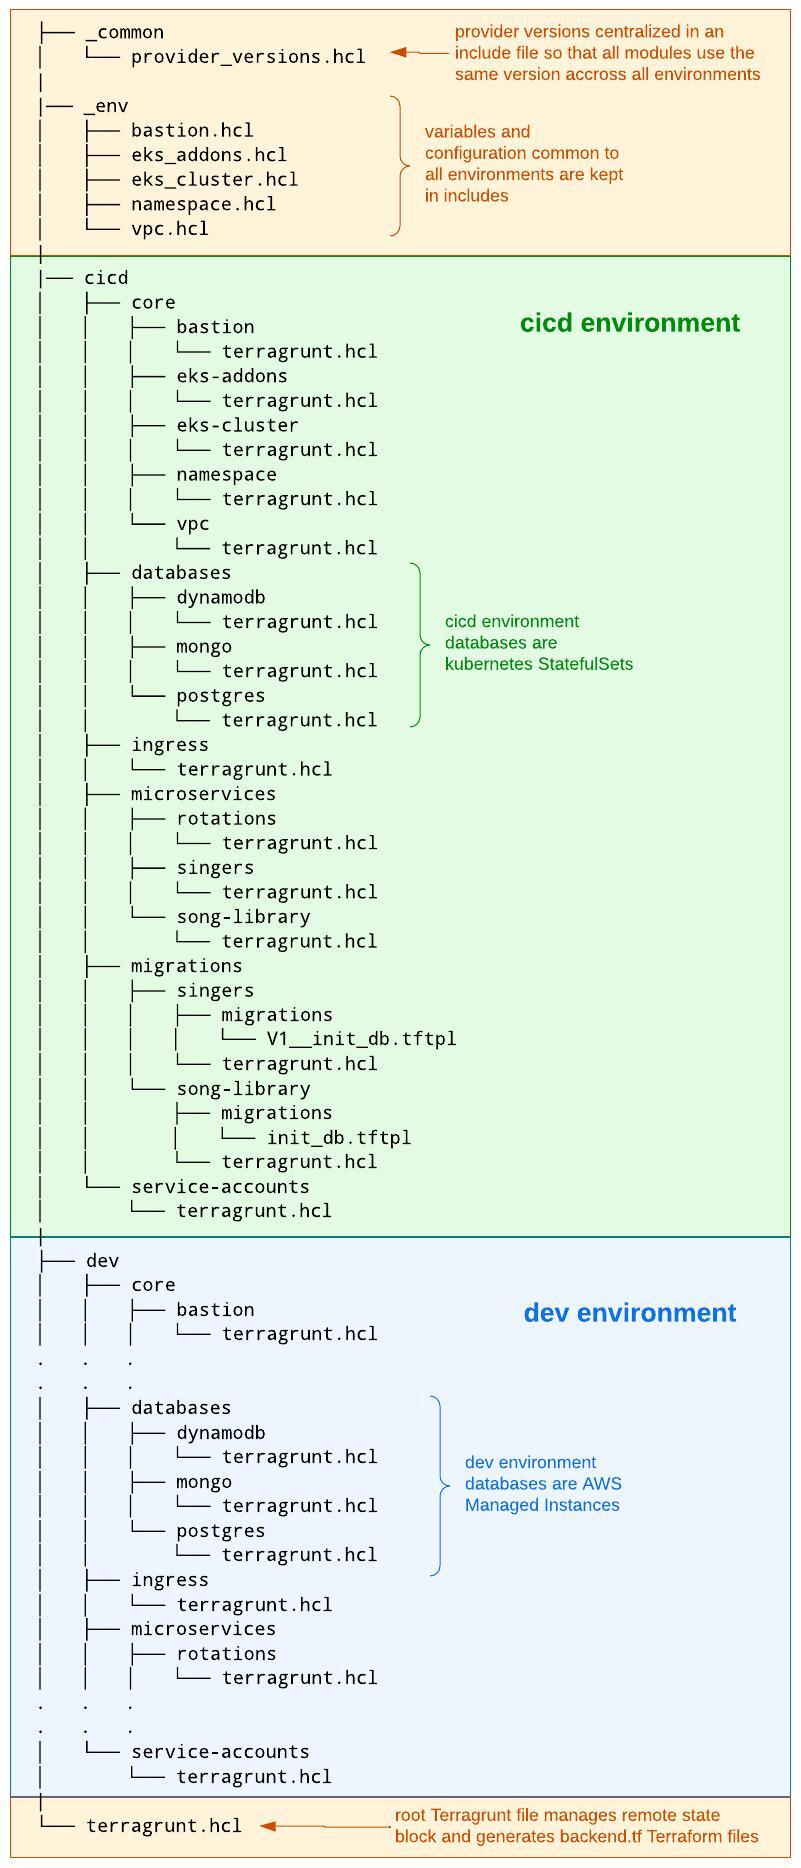 ├── _common
│   └── provider_versions.hcl
provider versions centralized in an
include file so that all modules use the
same version accross all environments
│
├── _env
│   ├── bastion.hcl
│   ├── eks_addons.hcl
│   ├── eks_cluster.hcl
│   ├── namespace.hcl
│   └── vpc.hcl
variables and
configuration common to
all environments are kept
in includes
│
├── cicd
│   ├── core
cicd environment
│   │   ├── bastion
│   │   │   └── terragrunt.hcl
│   │   ├── eks-addons
│   │   │   └── terragrunt.hcl
│   │   ├── eks-cluster
│   │   │   └── terragrunt.hcl
│   │   ├── namespace
│   │   │   └── terragrunt.hcl
│   │   └── vpc
│   │       └── terragrunt.hcl
│   ├── databases
│   │   ├── dynamodb
│   │   │   └── terragrunt.hcl
│   │   ├── mongo
│   │   │   └── terragrunt.hcl
│   │   └── postgres
│   │       └── terragrunt.hcl
cicd environment
databases are
kubernetes StatefulSets
│   ├── ingress
│   │   └── terragrunt.hcl
│   ├── microservices
│   │   ├── rotations
│   │   │   └── terragrunt.hcl
│   │   ├── singers
│   │   │   └── terragrunt.hcl
│   │   └── song-library
│   │       └── terragrunt.hcl
│   ├── migrations
│   │   ├── singers
│   │   │   ├── migrations
│   │   │   │   └── V1__init_db.tftpl
│   │   │   └── terragrunt.hcl
│   │   └── song-library
│   │       ├── migrations
│   │       │   └── init_db.tftpl
│   │       └── terragrunt.hcl
│   └── service-accounts
│       └── terragrunt.hcl
│
├── dev
│   ├── core
│   │   ├── bastion
dev environment
│   │   │   └── terragrunt.hcl
.   .   .
.   .   .
│   ├── databases
│   │   ├── dynamodb
│   │   │   └── terragrunt.hcl
│   │   ├── mongo
│   │   │   └── terragrunt.hcl
│   │   └── postgres
│   │       └── terragrunt.hcl
dev environment
databases are AWS
Managed Instances
│   ├── ingress
│   │   └── terragrunt.hcl
│   ├── microservices
│   │   ├── rotations
│   │   │   └── terragrunt.hcl
.   .   .
.   .   .
│   └── service-accounts
│       └── terragrunt.hcl
│
└── terragrunt.hcl
root Terragrunt file manages remote state
block and generates backend.tf Terraform files